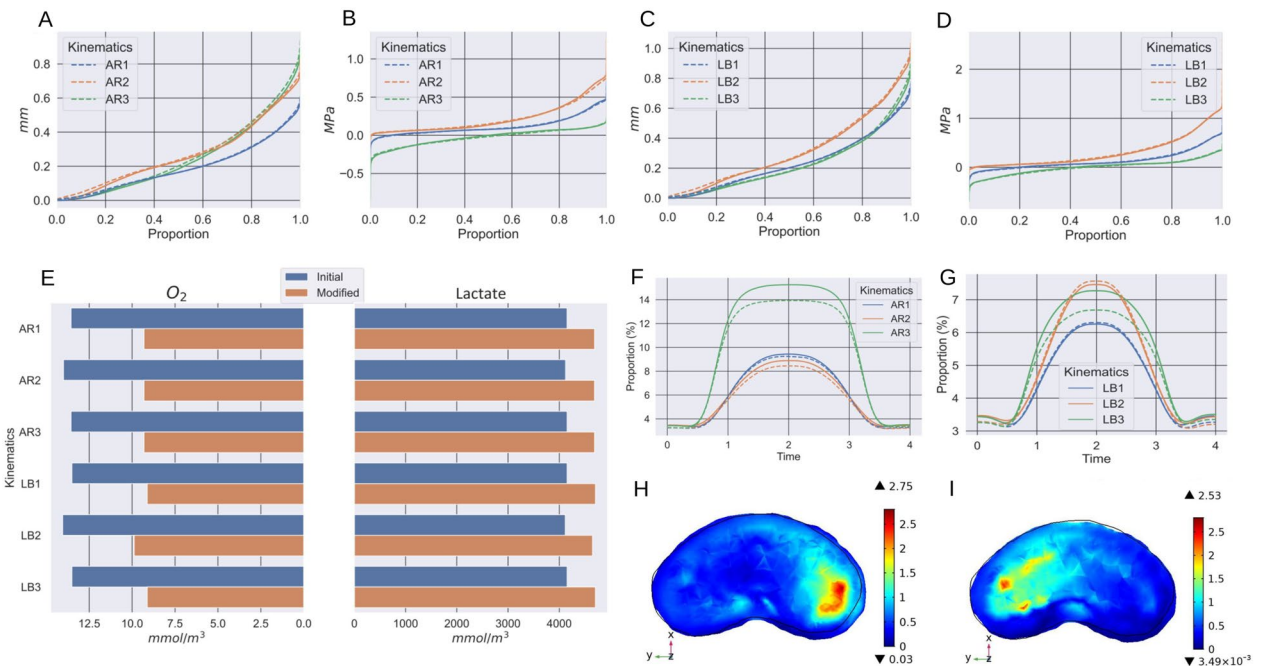 A
Kinematics
AR1
AR2
AR3
mm
0.8
0.6
0.4
0.2
0.0
0.0 0.2 0.4 0.6 0.8 1.0
Proportion
B
Kinematics
AR1
AR2
AR3
MPa
1.0
0.5
0.0
−0.5
0.0 0.2 0.4 0.6 0.8 1.0
Proportion
C
Kinematics
LB1
LB2
LB3
mm
1.0
0.8
0.6
0.4
0.2
0.0
0.0 0.2 0.4 0.6 0.8 1.0
Proportion
D
Kinematics
LB1
LB2
LB3
MPa
2
1
0
0.0 0.2 0.4 0.6 0.8 1.0
Proportion
E
Initial
Modified
O₂
Lactate
Kinematics
AR1
AR2
AR3
LB1
LB2
LB3
12.5 10.0 7.5 5.0 2.5 0.0
mmol/m³
0 1000 2000 3000 4000
mmol/m³
F
Kinematics
AR1
AR2
AR3
Proportion (%)
14
12
10
8
6
4
0 1 2 3 4
Time
G
Kinematics
LB1
LB2
LB3
Proportion (%)
7
6
5
4
3
0 1 2 3 4
Time
H
▲ 2.75
2.5
2
1.5
1
0.5
0
▼ 0.03
x
y z
I
▲ 2.53
2.5
2
1.5
1
0.5
0
▼ 3.49×10⁻³
x
y z